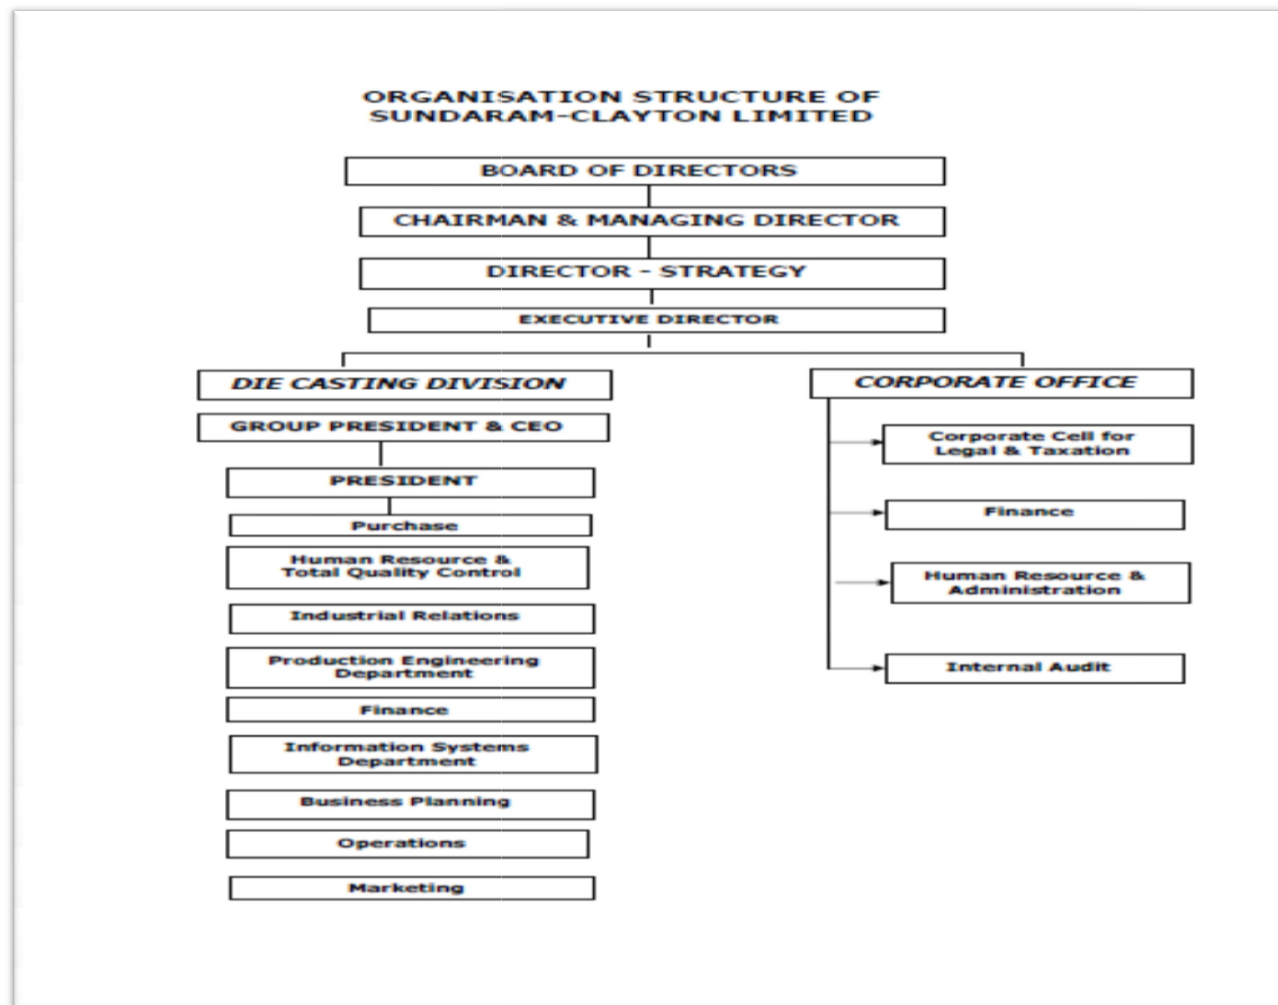 ORGANISATION STRUCTURE OF
SUNDARAM-CLAYTON LIMITED
BOARD OF DIRECTORS
CHAIRMAN & MANAGING DIRECTOR
DIRECTOR - STRATEGY
EXECUTIVE DIRECTOR
DIE CASTING DIVISION
GROUP PRESIDENT & CEO
PRESIDENT
Purchase
Human Resource &
Total Quality Control
Industrial Relations
Production Engineering
Department
Finance
Information Systems
Department
Business Planning
Operations
Marketing
CORPORATE OFFICE
Corporate Cell for
Legal & Taxation
Finance
Human Resource &
Administration
Internal Audit